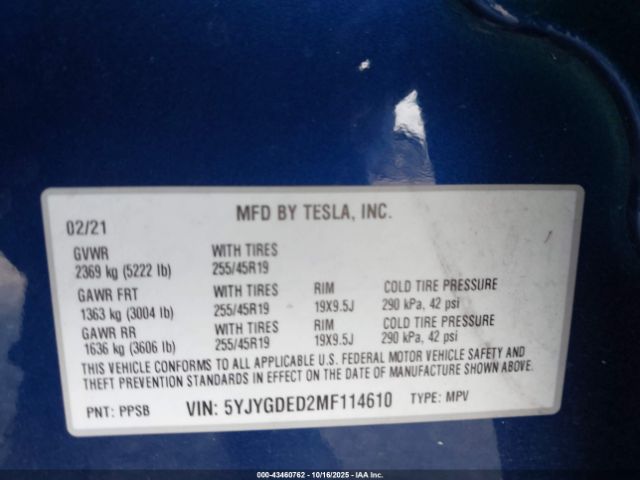 MFD BY TESLA, INC.
02/21
GVWR WITH TIRES
2369 kg (5222 lb) 255/45R19
GAWR FRT WITH TIRES RIM COLD TIRE PRESSURE
1363 kg (3004 lb) 255/45R19 19X9.5J 290 kPa, 42 psi
GAWR RR WITH TIRES RIM COLD TIRE PRESSURE
1636 kg (3606 lb) 255/45R19 19X9.5J 290 kPa, 42 psi
THIS VEHICLE CONFORMS TO ALL APPLICABLE U.S. FEDERAL MOTOR VEHICLE SAFETY AND
THEFT PREVENTION STANDARDS IN EFFECT ON THE DATE OF MANUFACTURE SHOWN ABOVE.
PNT: PPSB VIN: 5YJYGDED2MF114610 TYPE: MPV
000-43460762 - 10/16/2025 - IAA Inc.